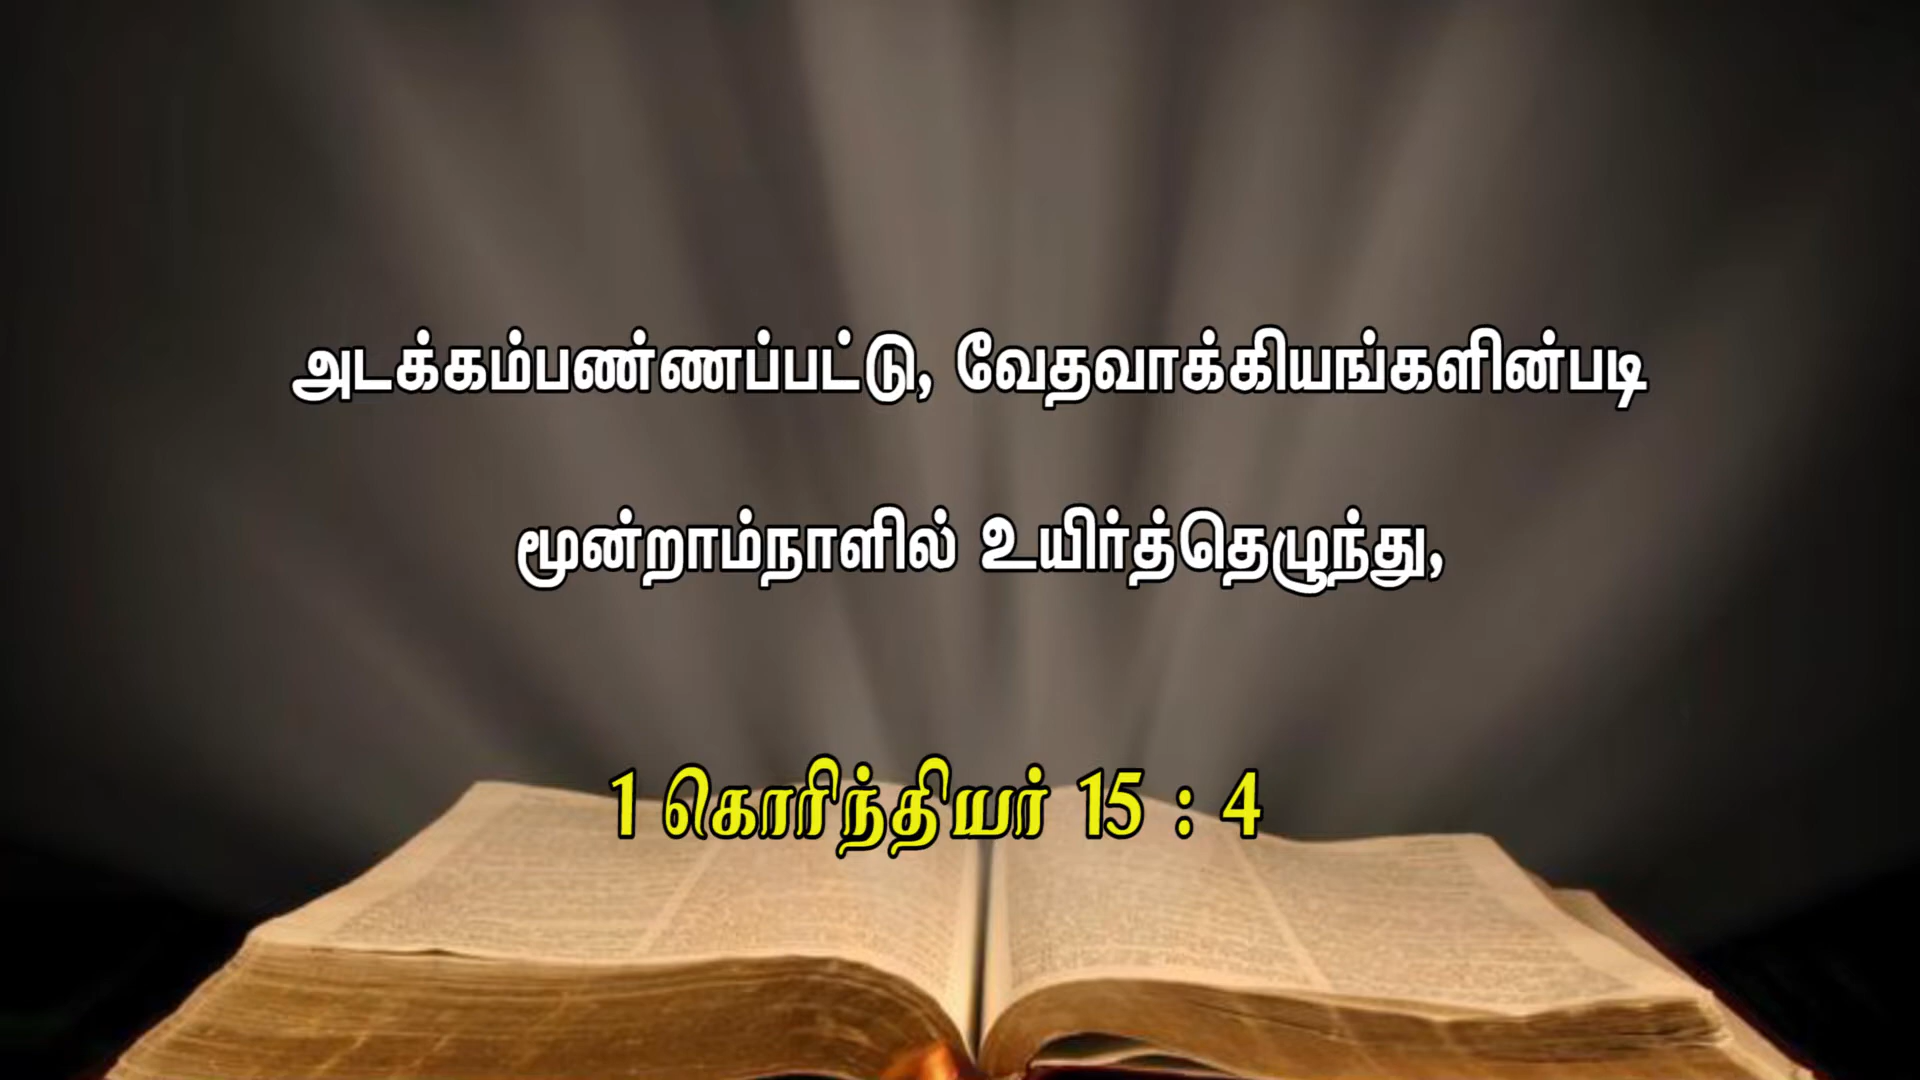 அடக்கம்பண்ணப்பட்டு, வேதவாக்கியங்களின்படி
மூன்றாம்நாளில் உயிர்த்தெழுந்து,
1 கொரிந்தியர் 15 : 4